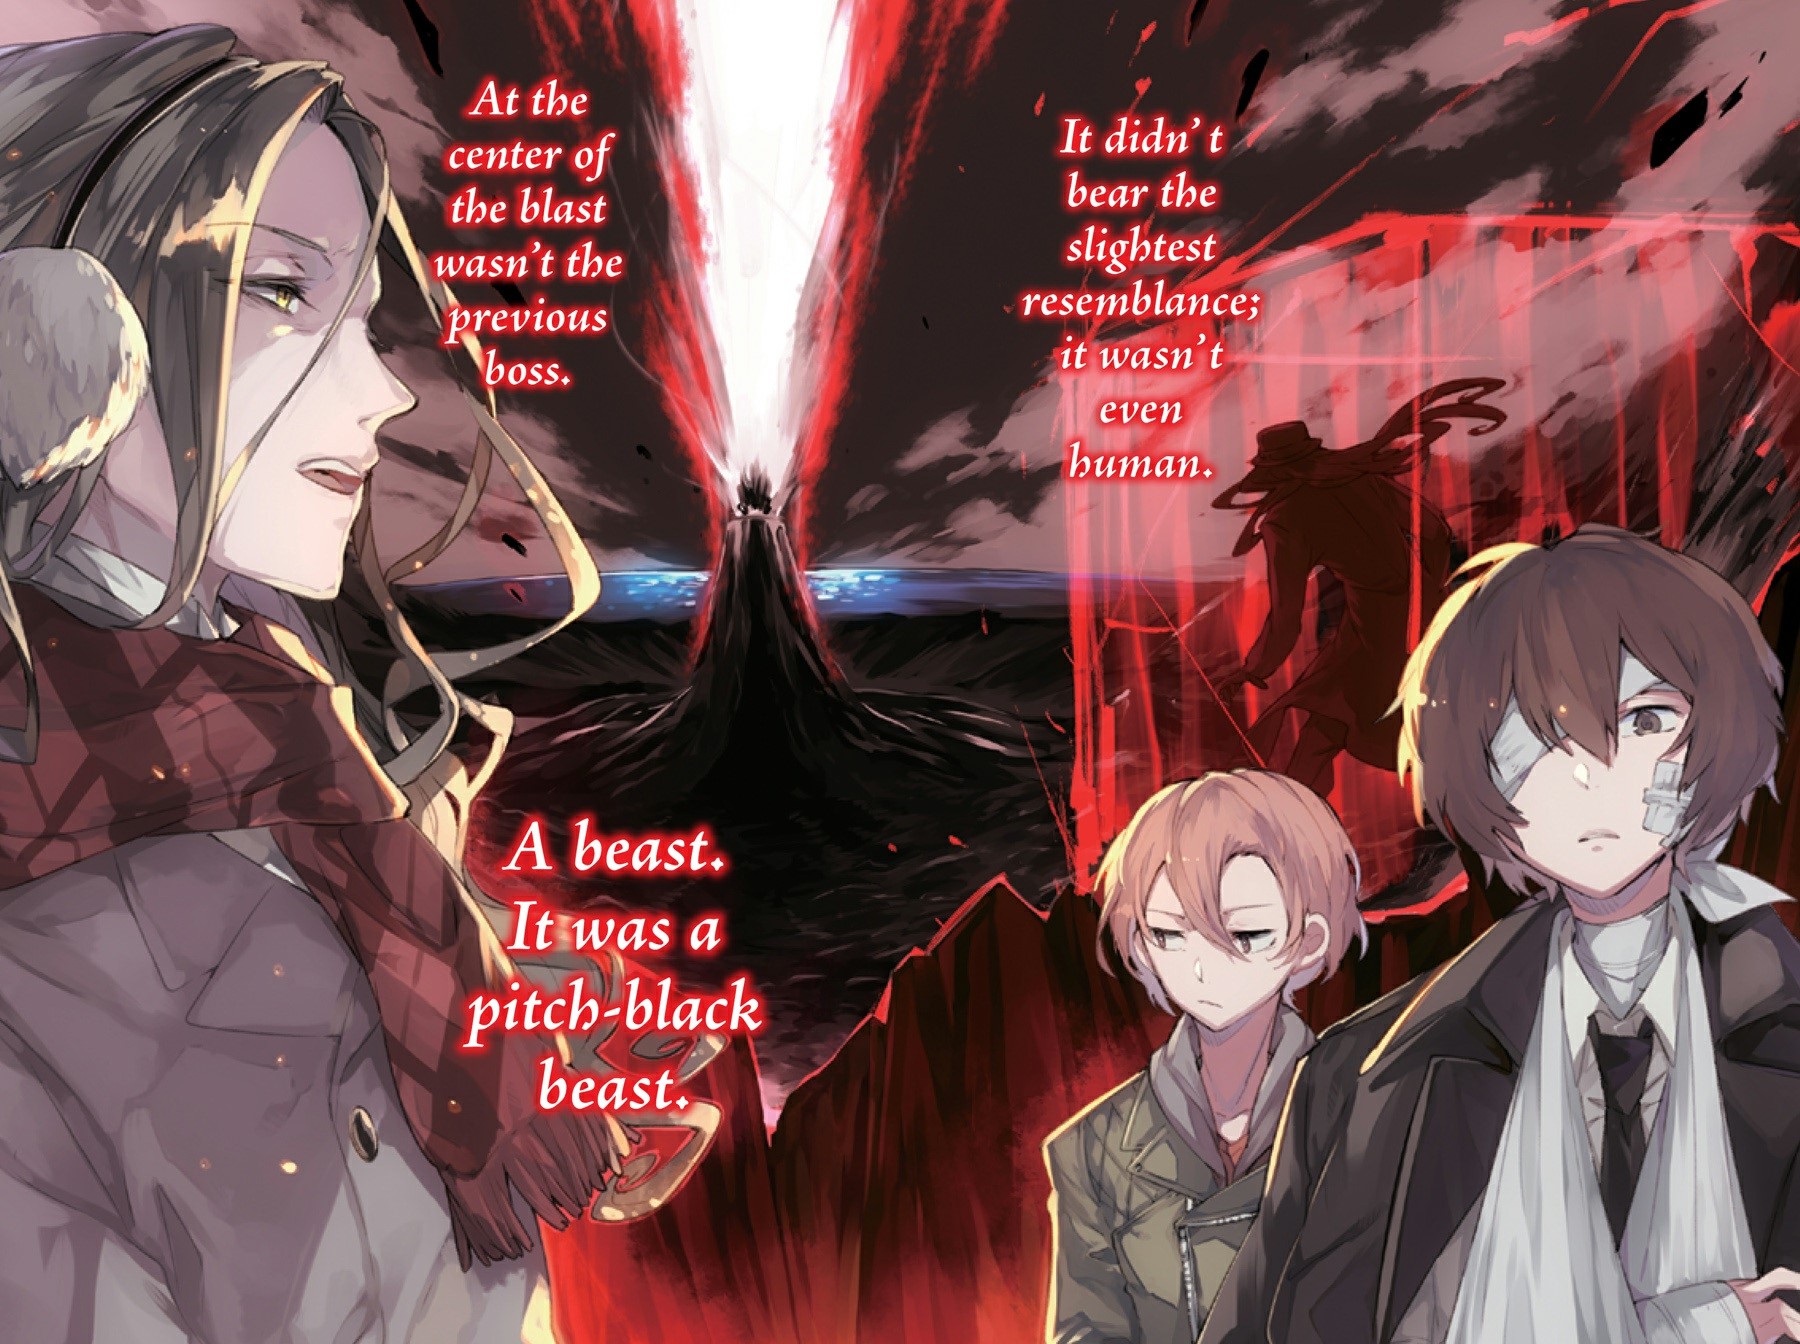 At the
center of
the blast
wasn't the
previous
boss.
It didn't
bear the
slightest
resemblance;
it wasn't
even
human.
A beast.
It was a
pitch-black
beast.